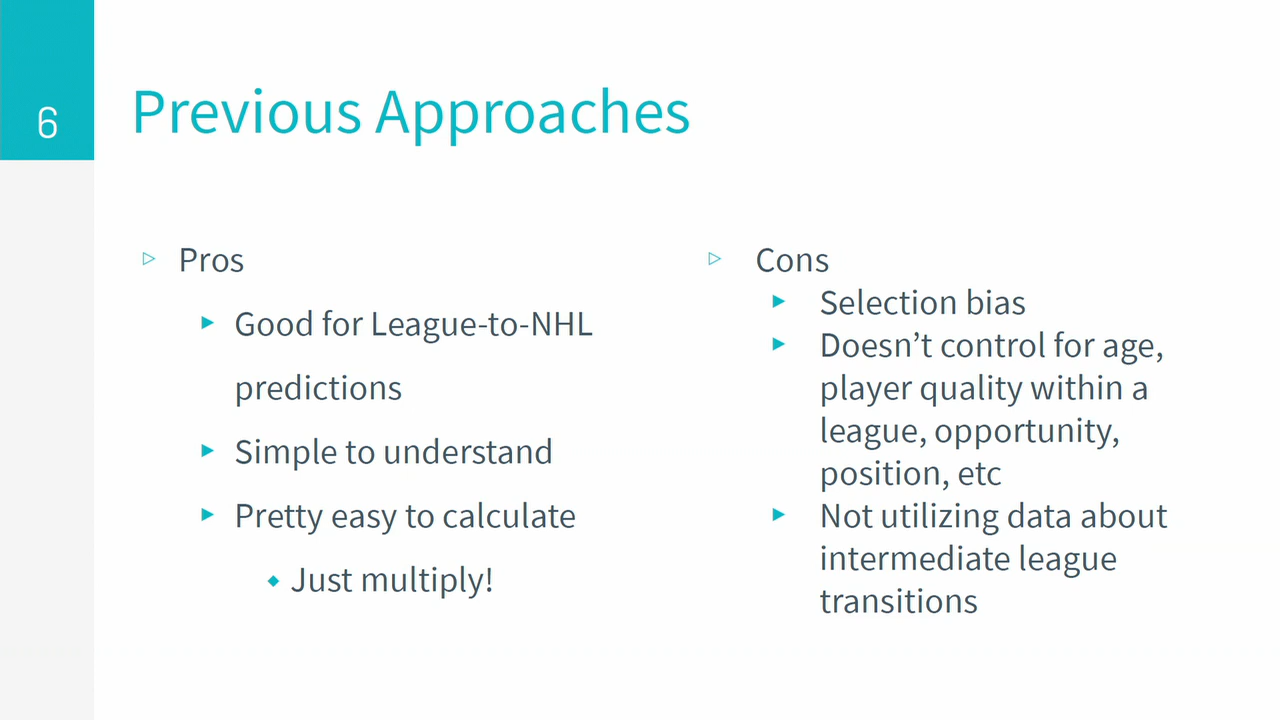 6
Previous Approaches
Pros
Good for League-to-NHL
predictions
Simple to understand
Pretty easy to calculate
Just multiply!
Cons
Selection bias
Doesn’t control for age,
player quality within a
league, opportunity,
position, etc
Not utilizing data about
intermediate league
transitions